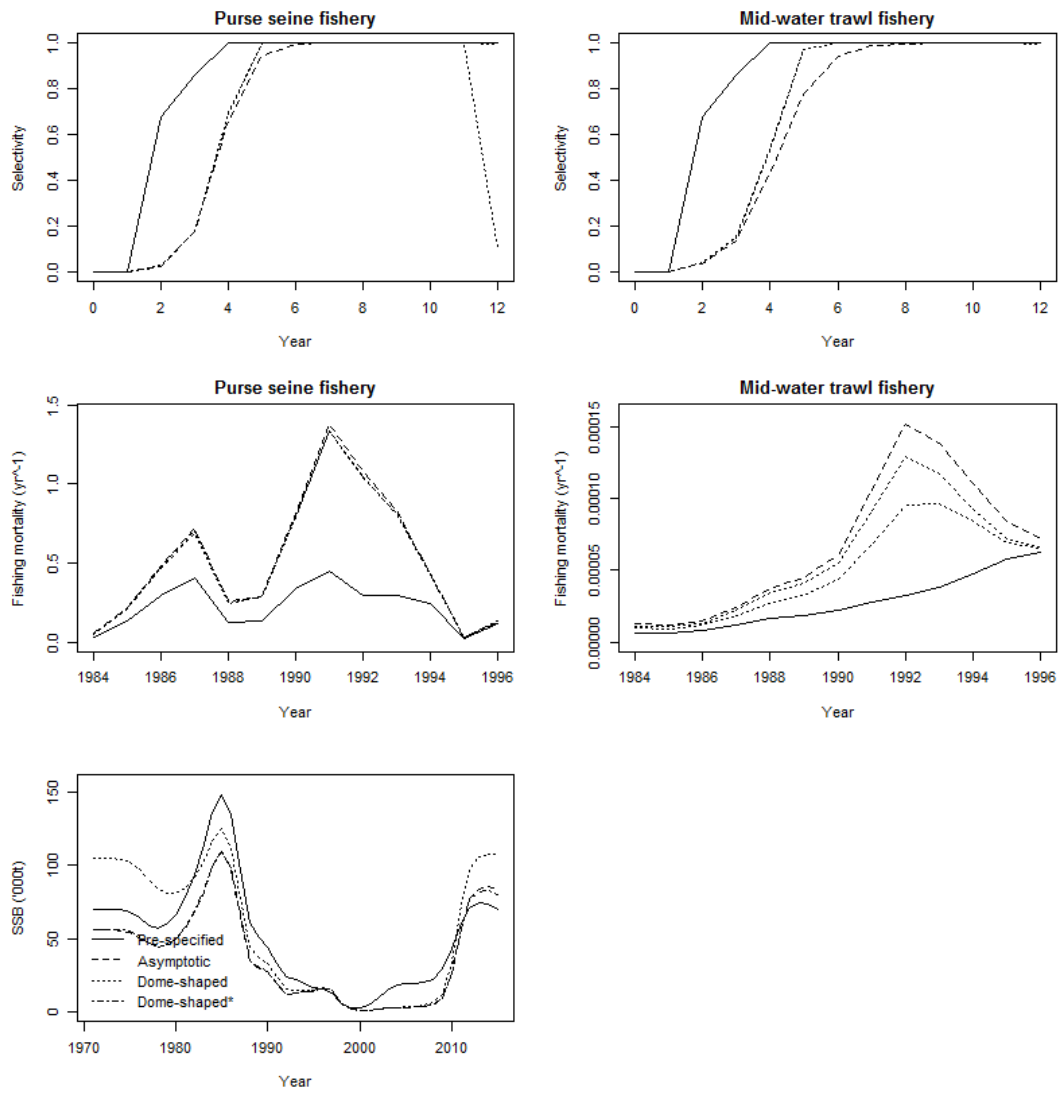 Purse seine fishery
Selectivity
1.0
0.8
0.6
0.4
0.2
0.0
0 2 4 6 8 10 12
Year
Mid-water trawl fishery
Selectivity
1.0
0.8
0.6
0.4
0.2
0.0
0 2 4 6 8 10 12
Year
Purse seine fishery
Fishing mortality (yr^-1)
1.5
1.0
0.5
0.0
1984 1986 1988 1990 1992 1994 1996
Year
Mid-water trawl fishery
Fishing mortality (yr^-1)
0.00015
0.00010
0.00005
0.00000
1984 1986 1988 1990 1992 1994 1996
Year
SSB ('000t)
150
100
50
0
Pre-specified
Asymptotic
Dome-shaped
Dome-shaped*
1970 1980 1990 2000 2010
Year